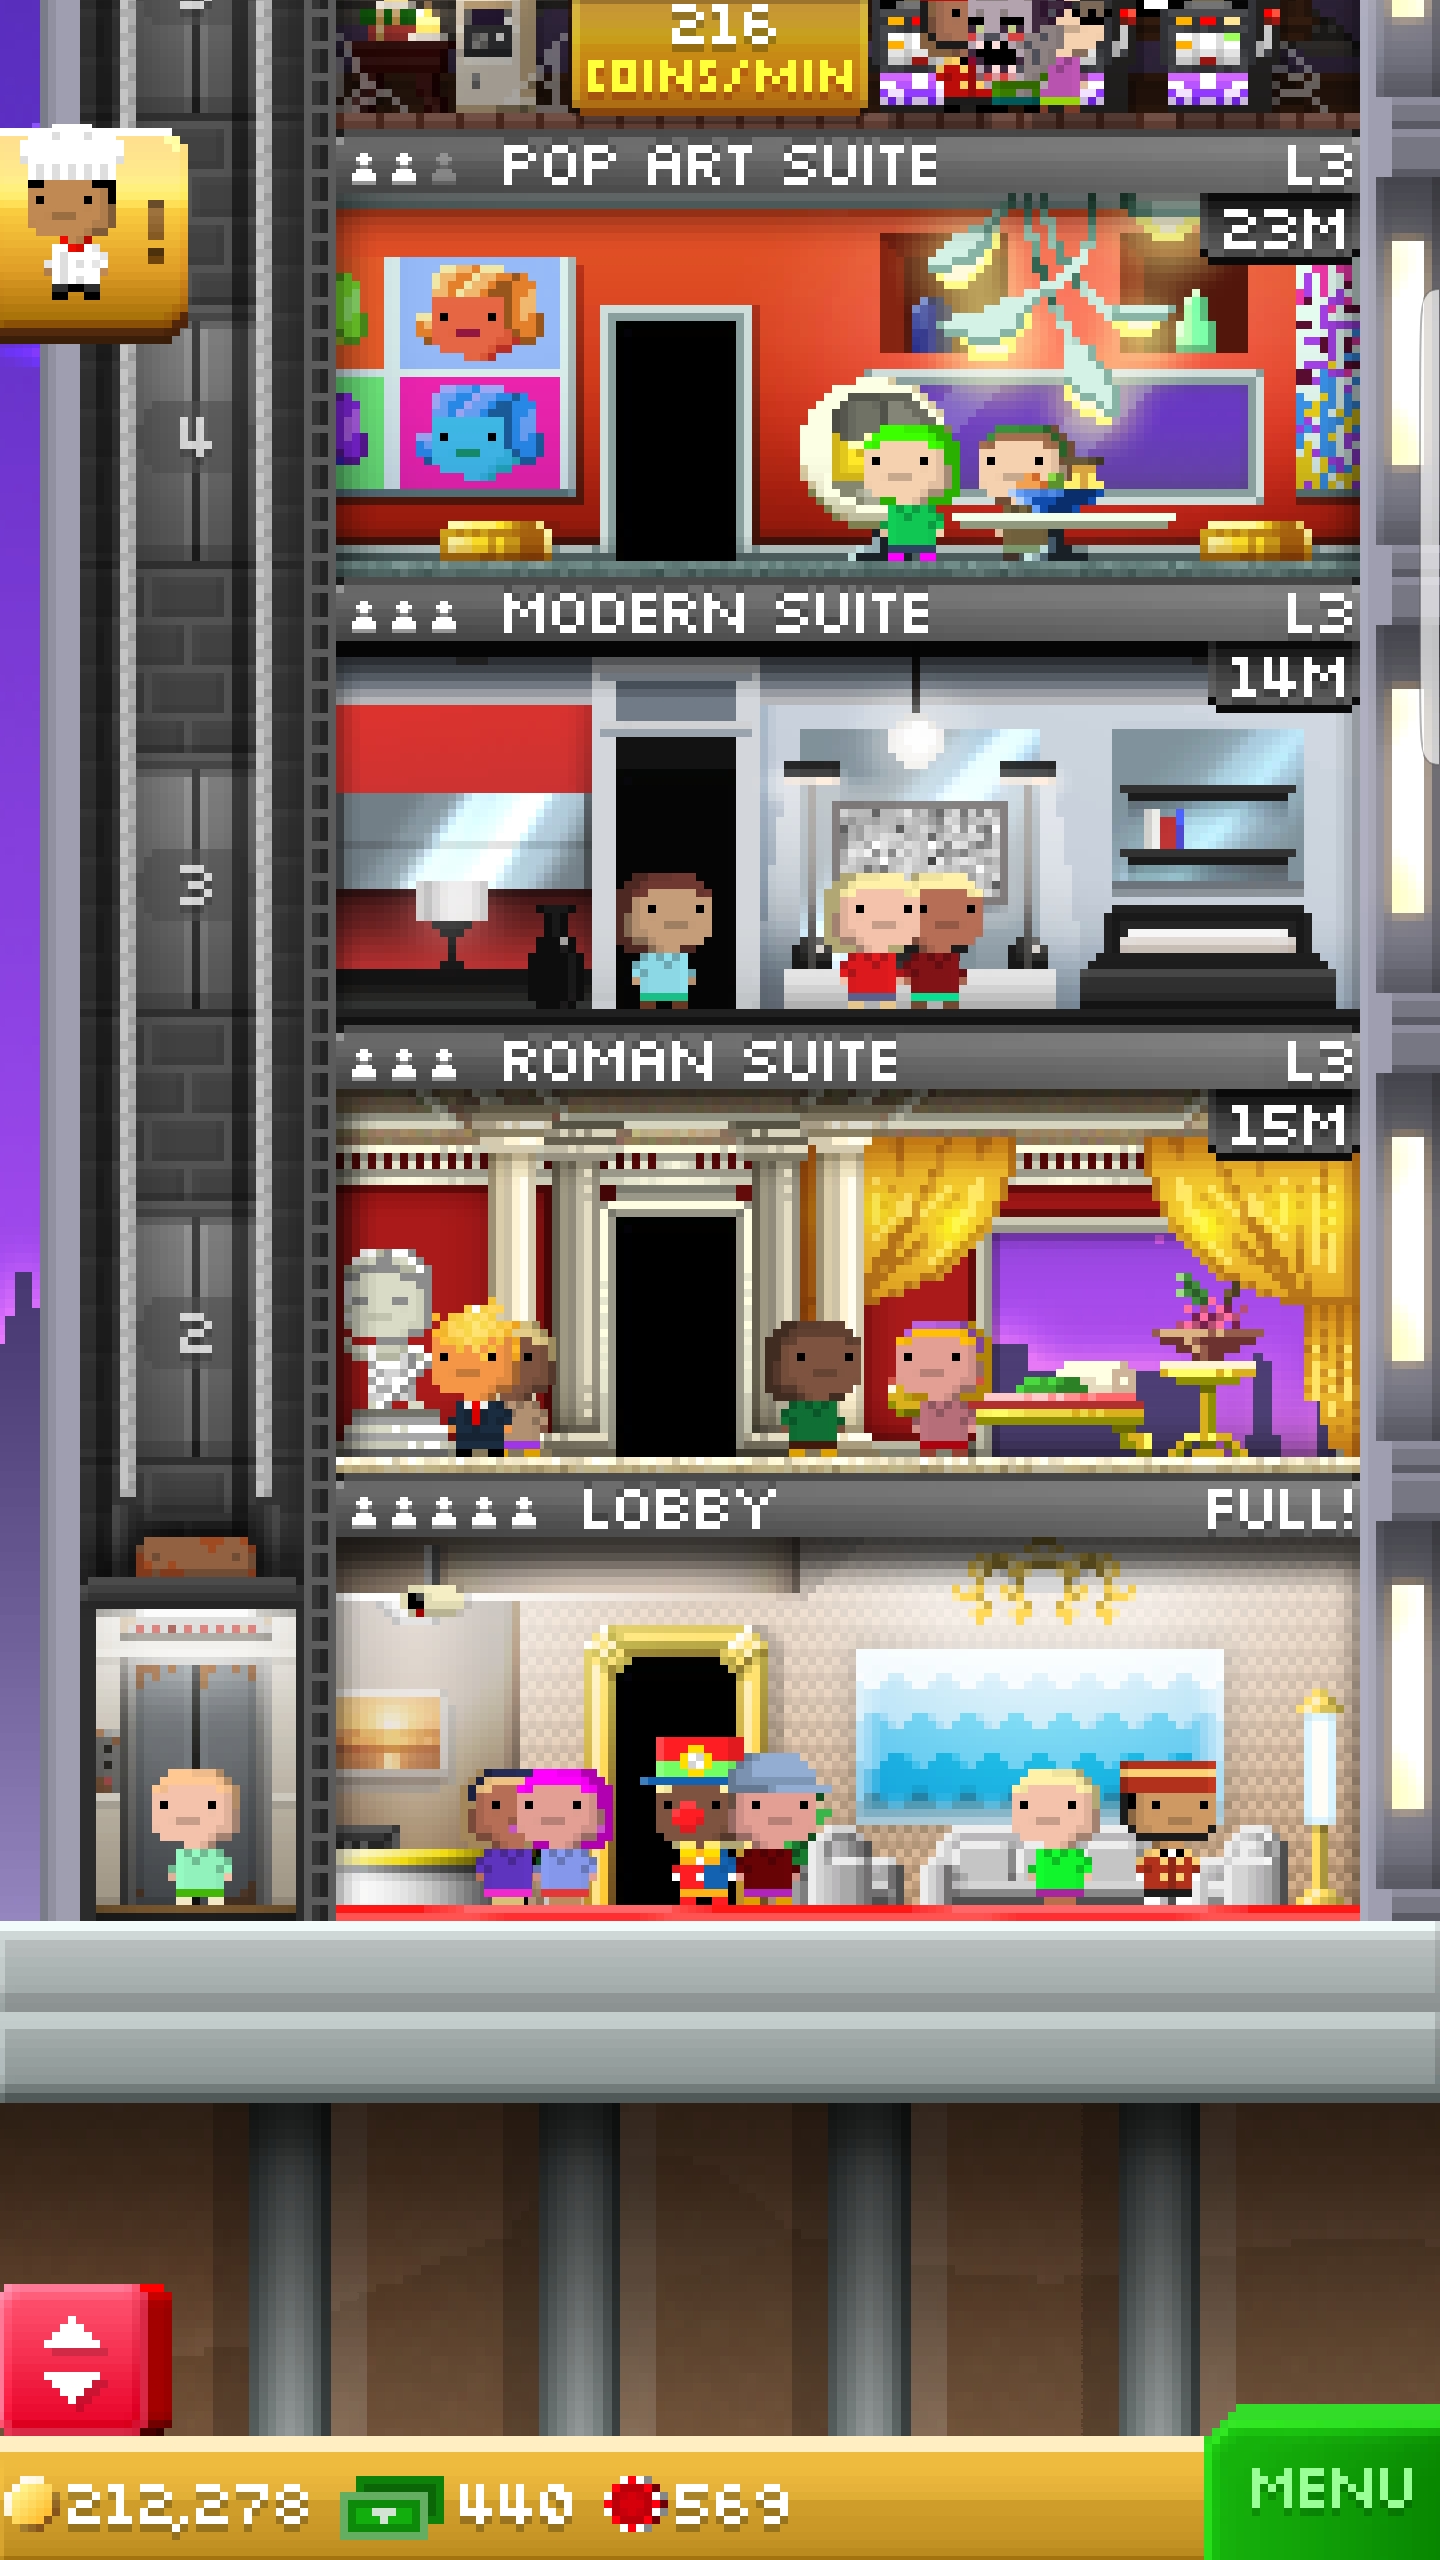 216
COINS/MIN
POP ART SUITE L3
23M
!
4
MODERN SUITE L3
14M
3
ROMAN SUITE L3
15M
2
LOBBY FULL!
212,278 440 569 MENU